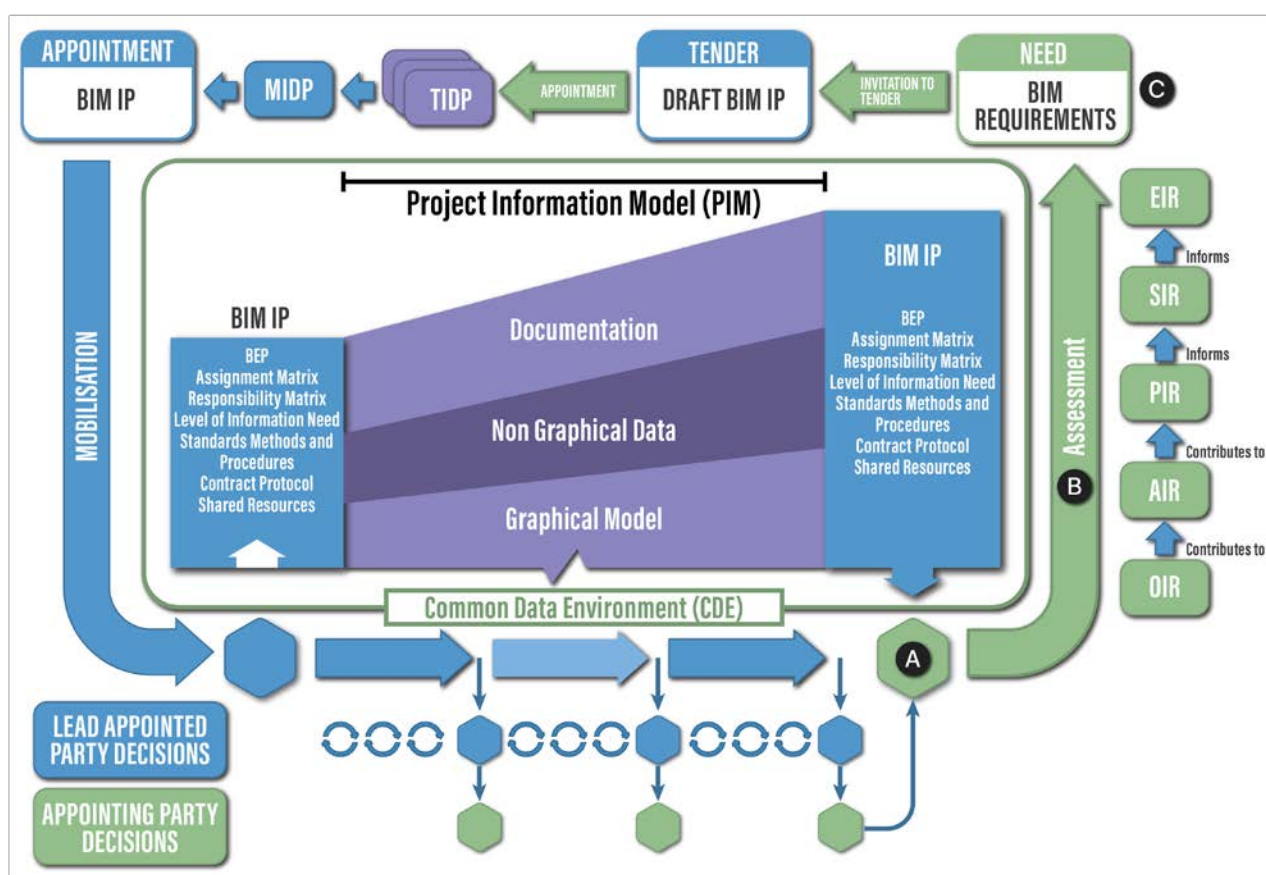 APPOINTMENT
BIM IP
MIDP
TIDP
APPOINTMENT
TENDER
DRAFT BIM IP
INVITATION TO
TENDER
NEED
BIM
REQUIREMENTS
C
MOBILISATION
Project Information Model (PIM)
BIM IP
BEP
Assignment Matrix
Responsibility Matrix
Level of Information Need
Standards Methods and
Procedures
Contract Protocol
Shared Resources
Documentation
Non Graphical Data
Graphical Model
BIM IP
BEP
Assignment Matrix
Responsibility Matrix
Level of Information Need
Standards Methods and
Procedures
Contract Protocol
Shared Resources
Common Data Environment (CDE)
Assessment
B
A
EIR
Informs
SIR
Informs
PIR
Contributes to
AIR
Contributes to
OIR
LEAD APPOINTED
PARTY DECISIONS
APPOINTING PARTY
DECISIONS